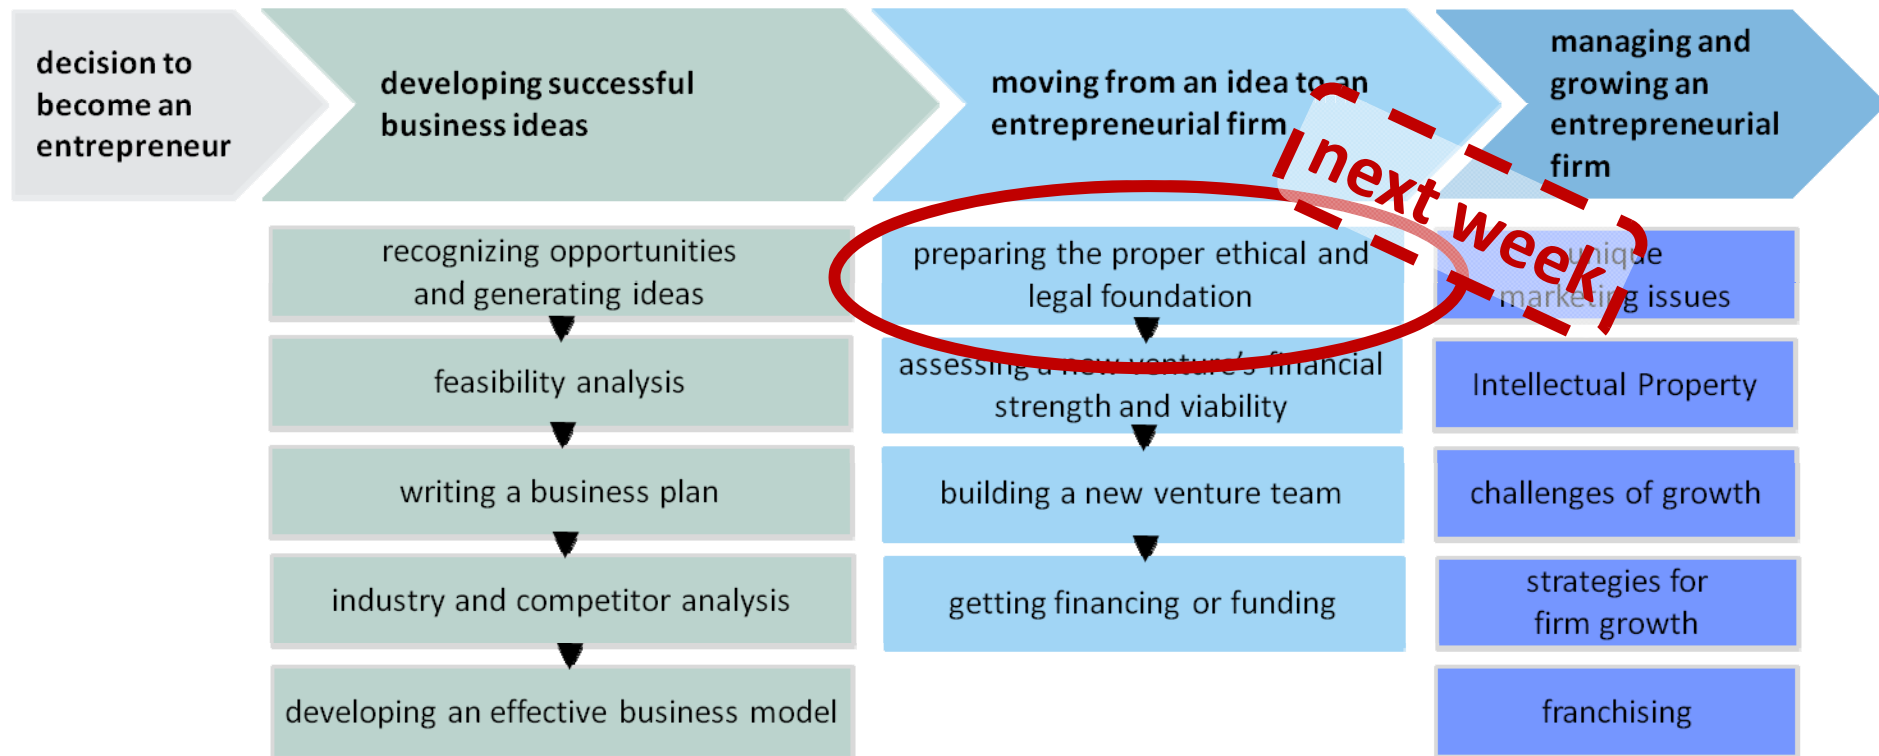 decision to
become an
entrepreneur
developing successful
business ideas
moving from an idea to an
entrepreneurial firm
managing and
growing an
entrepreneurial
firm
next week
recognizing opportunities
and generating ideas
feasibility analysis
writing a business plan
industry and competitor analysis
developing an effective business model
preparing the proper ethical and
legal foundation
assessing a new venture's financial
strength and viability
building a new venture team
getting financing or funding
unique
marketing issues
Intellectual Property
challenges of growth
strategies for
firm growth
franchising